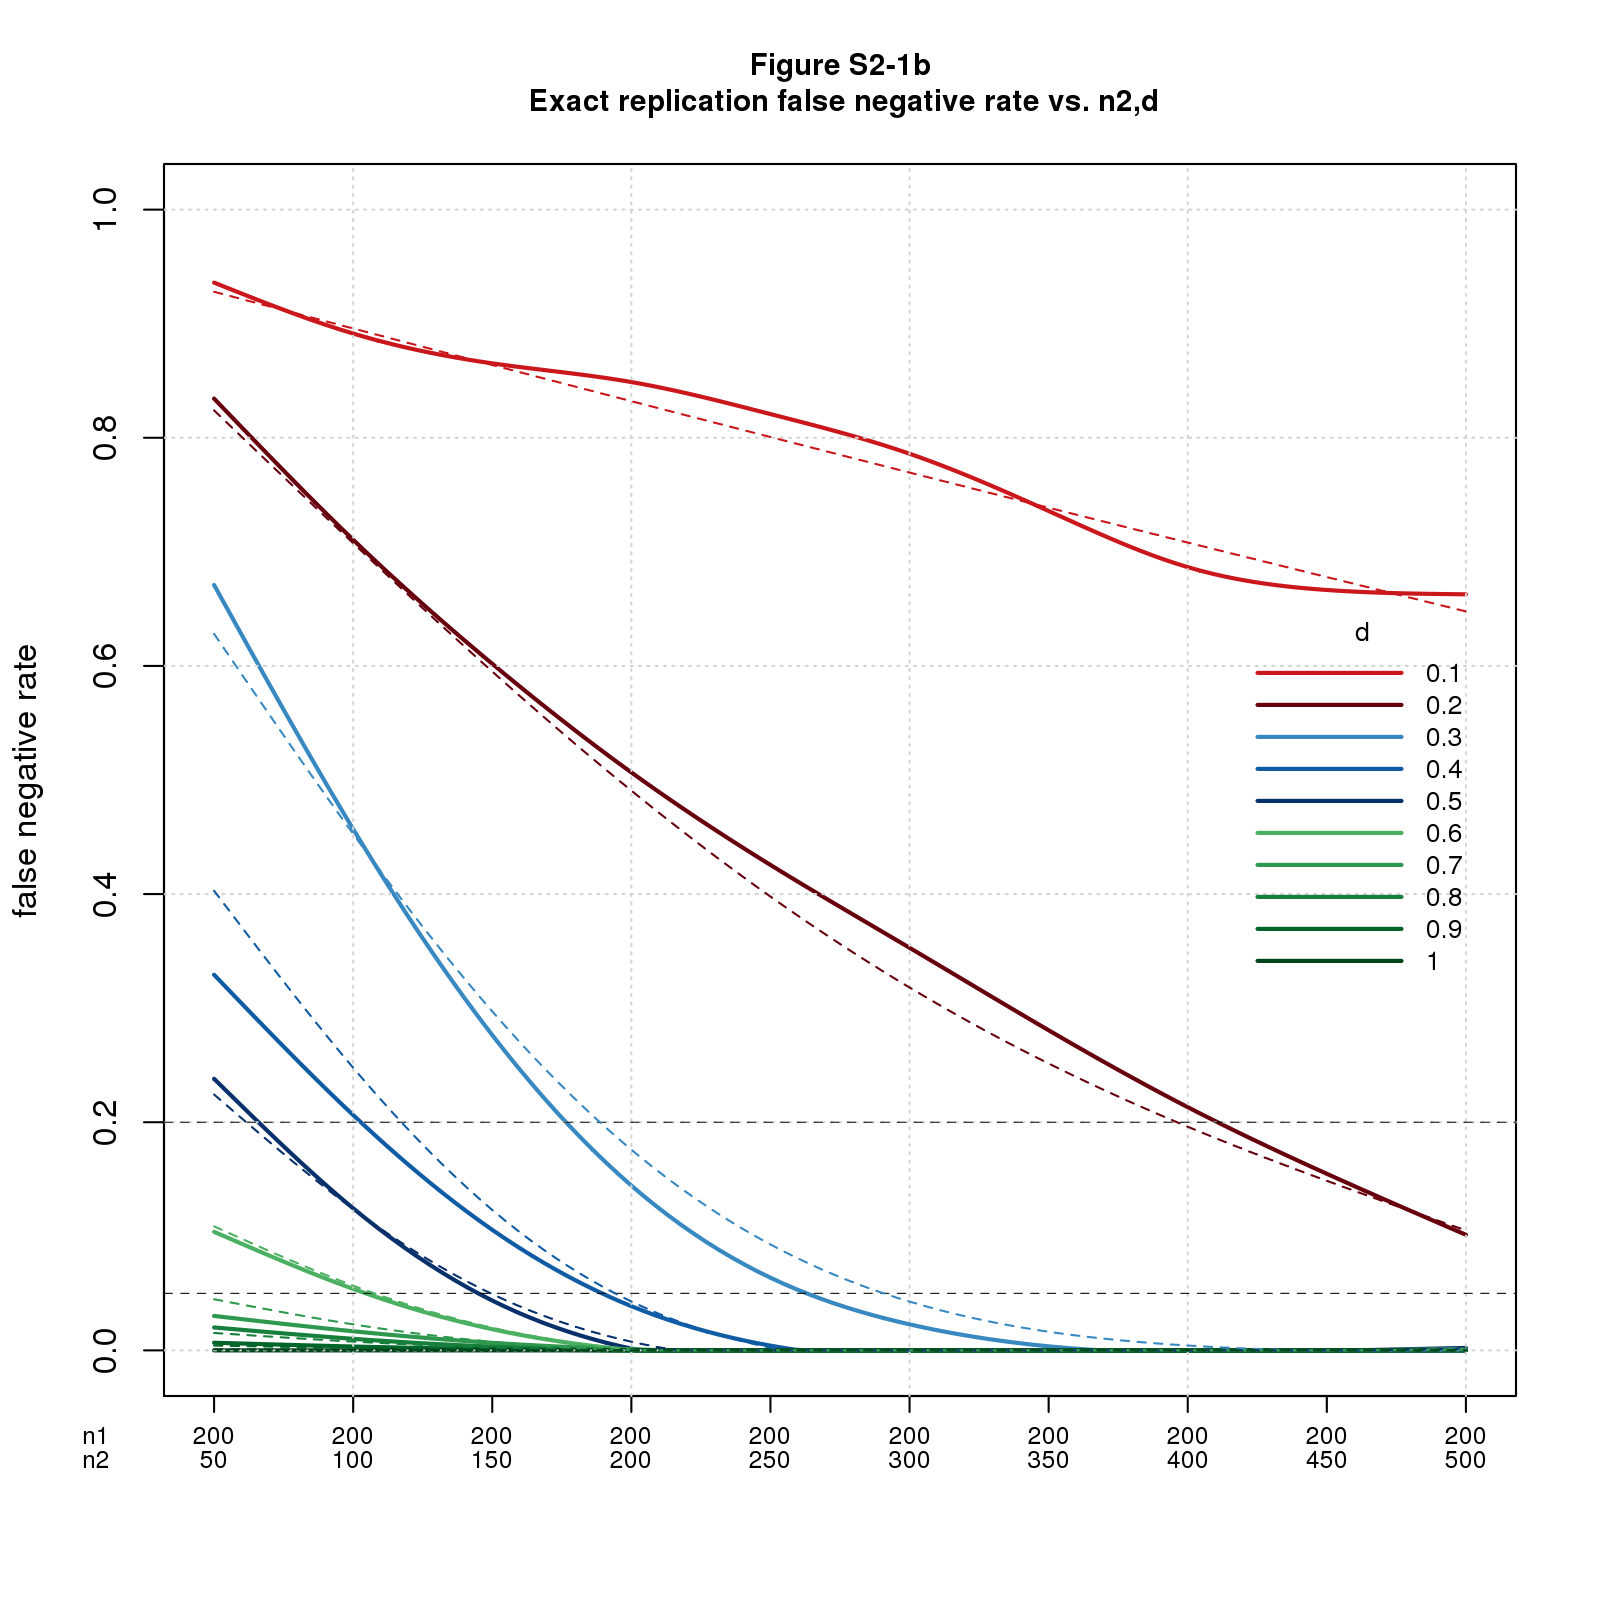 Figure S2-1b
Exact replication false negative rate vs. n2,d
false negative rate
1.0
0.8
0.6
0.4
0.2
0.0
d
0.1
0.2
0.3
0.4
0.5
0.6
0.7
0.8
0.9
1
n1 200 200 200 200 200 200 200 200 200 200
n2 50 100 150 200 250 300 350 400 450 500